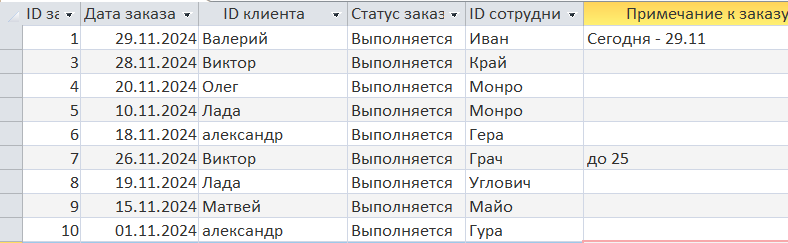 ID за Дата заказа ID клиента Статус заказ ID сотрудни Примечание к заказу
1 29.11.2024 Валерий Выполняется Иван Сегодня - 29.11
3 28.11.2024 Виктор Выполняется Край
4 20.11.2024 Олег Выполняется Монро
5 10.11.2024 Лада Выполняется Монро
6 18.11.2024 александр Выполняется Гера
7 26.11.2024 Виктор Выполняется Грач до 25
8 19.11.2024 Лада Выполняется Углович
9 15.11.2024 Матвей Выполняется Майо
10 01.11.2024 александр Выполняется Гура